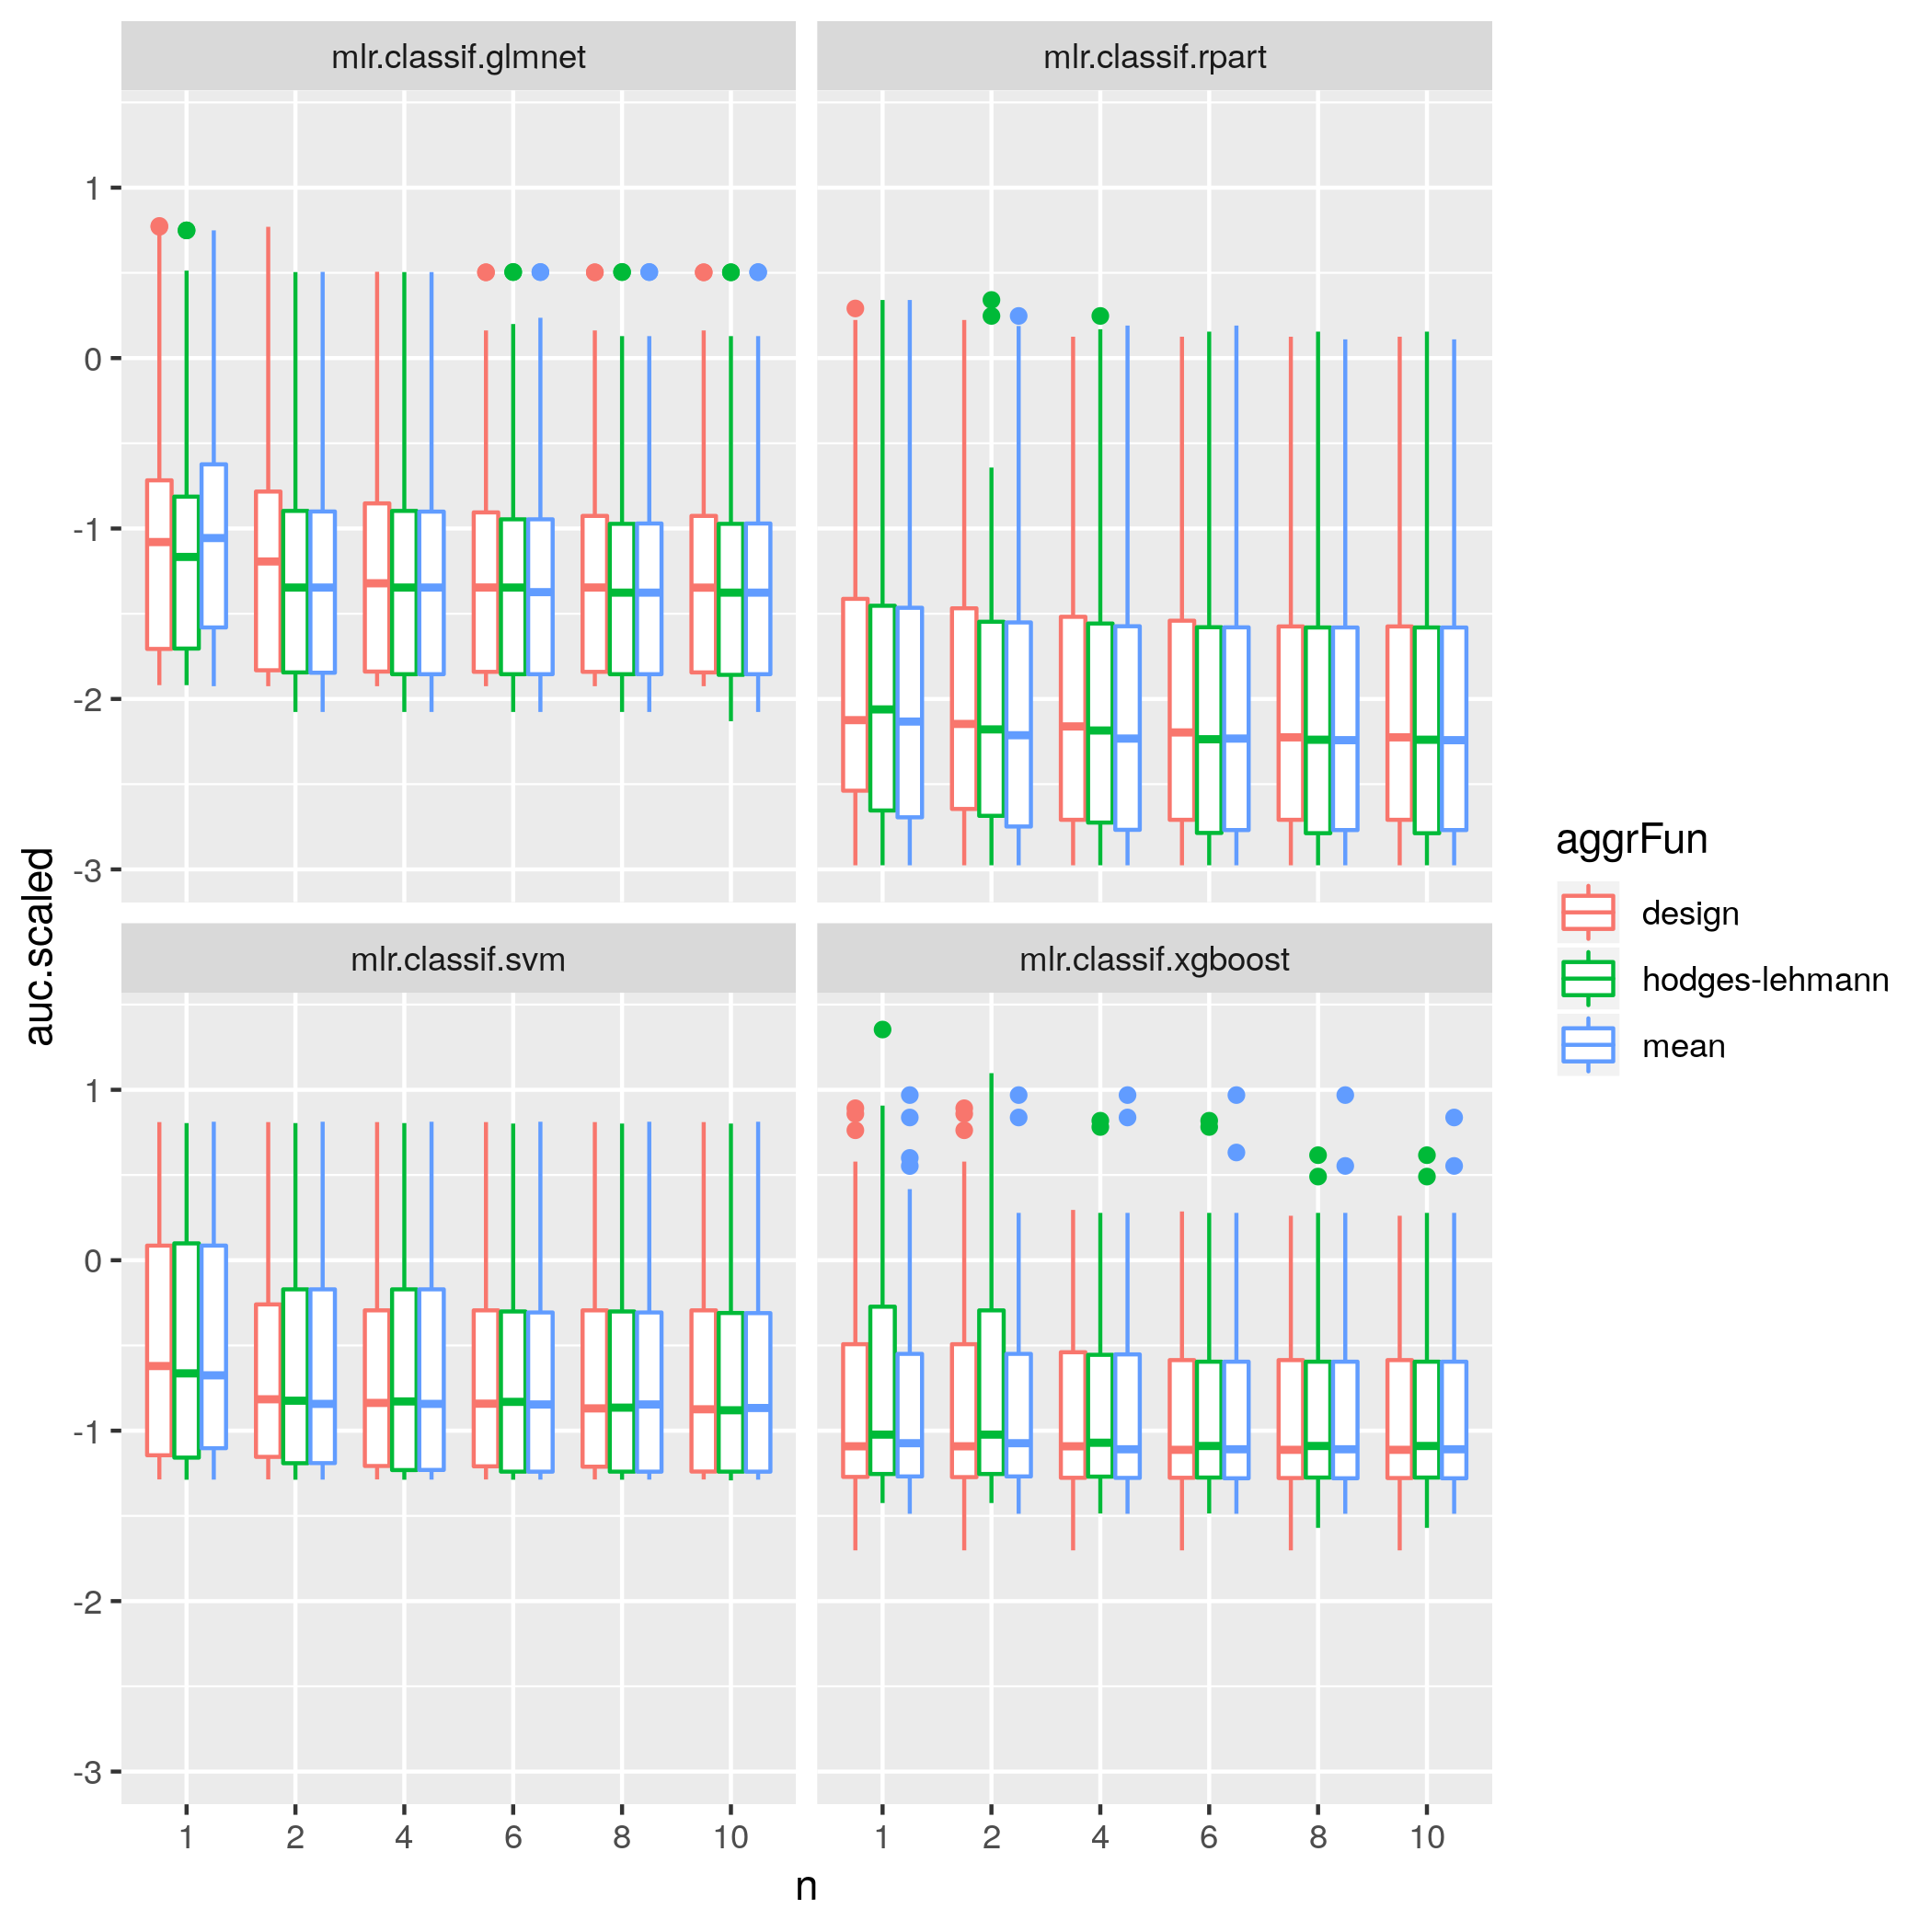 mlr.classif.glmnet
mlr.classif.rpart
1
0
-1
-2
-3
mlr.classif.svm
mlr.classif.xgboost
1
0
-1
-2
-3
1 2 4 6 8 10
1 2 4 6 8 10
n
auc.scaled
aggrFun
design
hodges-lehmann
mean